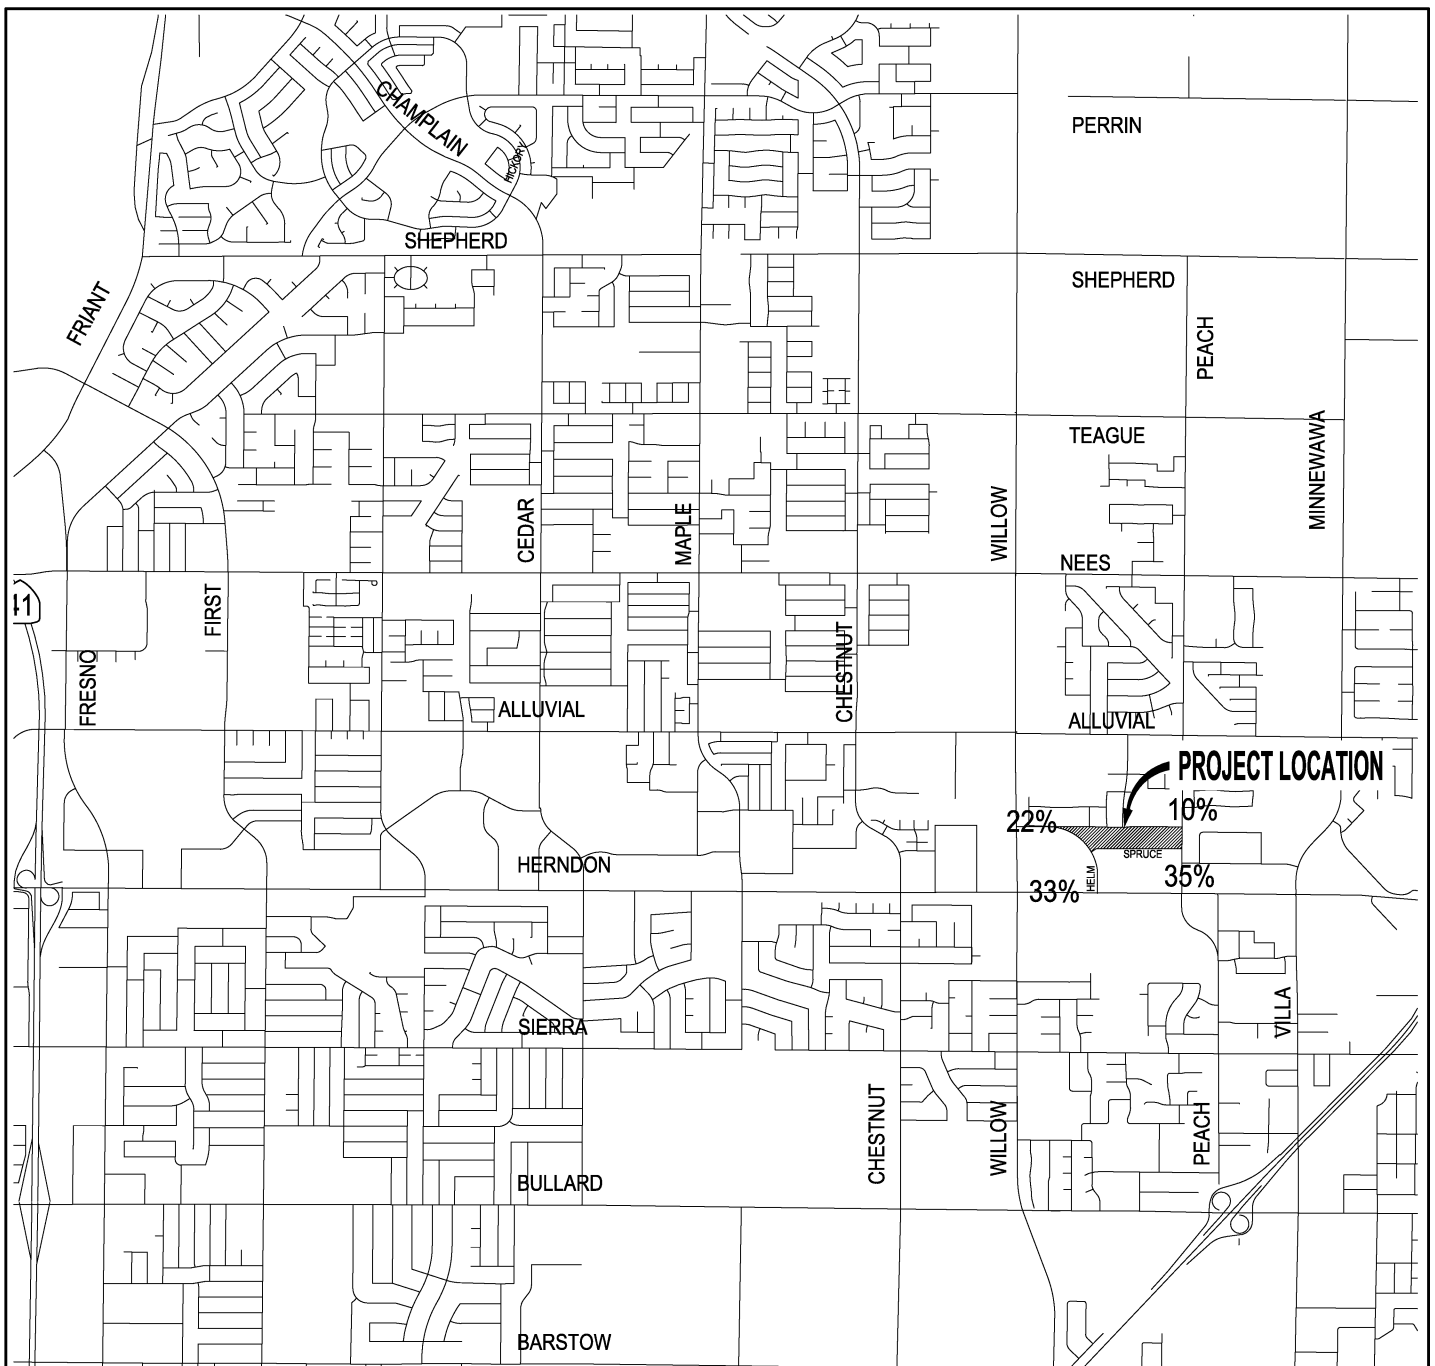 CHAMPLAIN
PERRIN
HICKORY
SHEPHERD
SHEPHERD
FRIANT
PEACH
TEAGUE
MINNEWAWA
CEDAR
MAPLE
WILLOW
NEES
41
FIRST
FRESNO
CHESTNUT
ALLUVIAL
ALLUVIAL
PROJECT LOCATION
10%
22%
SPRUCE
HERNDON
HELM
35%
33%
SIERRA
VILLA
CHESTNUT
WILLOW
PEACH
BULLARD
BARSTOW